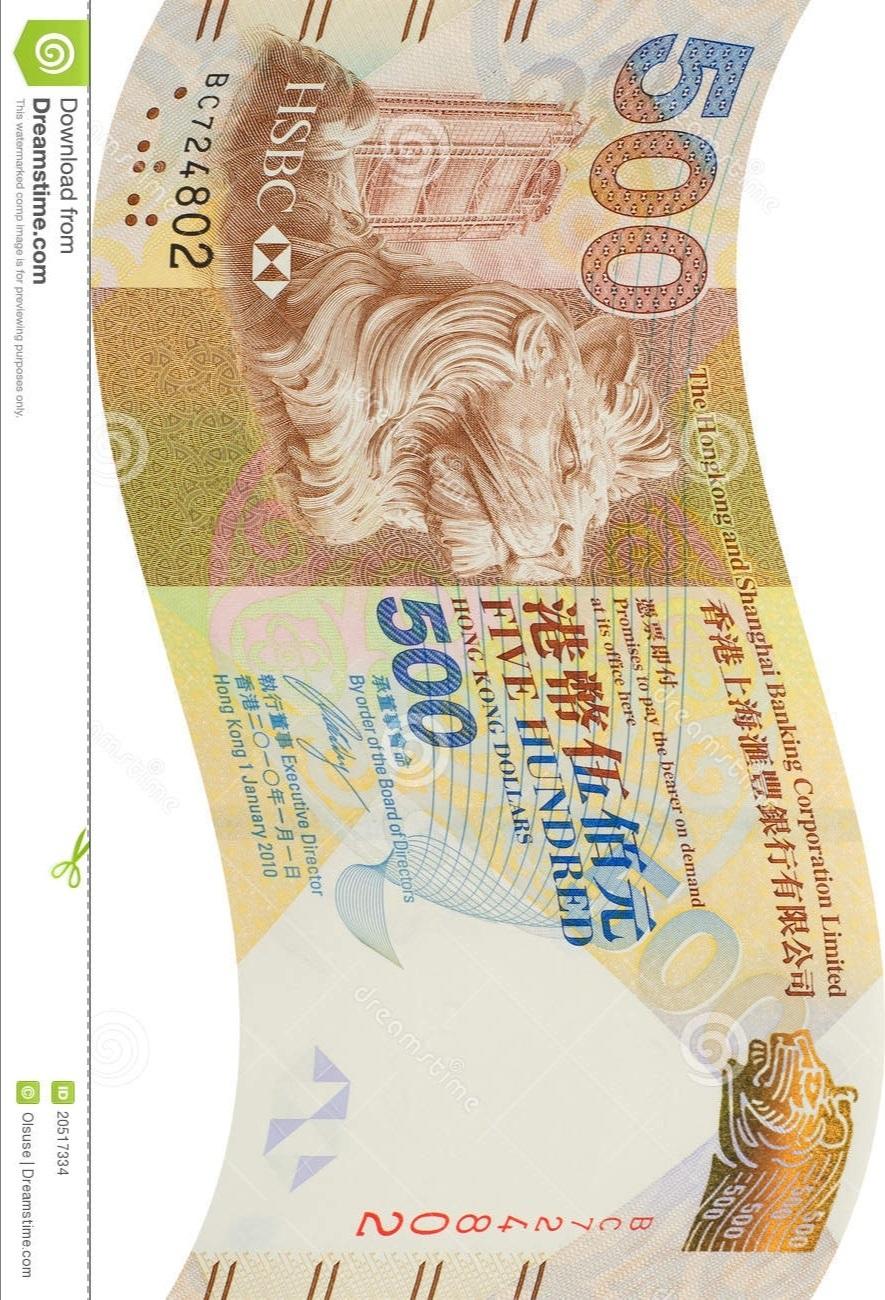 500
The Hongkong and Shanghai Banking Corporation Limited
香港上海滙豐銀行有限公司
憑票即付
Promises to pay the bearer on demand
at its office here
港幣伍佰元
FIVE HUNDRED
HONG KONG DOLLARS
500
承董事會命
By order of the Board of Directors
執行董事 Executive Director
香港二〇一〇年一月一日
Hong Kong 1 January 2010
HSBC
BC724802
BC724802
500
500
500
500
dreamstime
Download from
Dreamstime.com
This watermarked comp image is for previewing purposes only.
ID 20517334
© Olsuse | Dreamstime.com